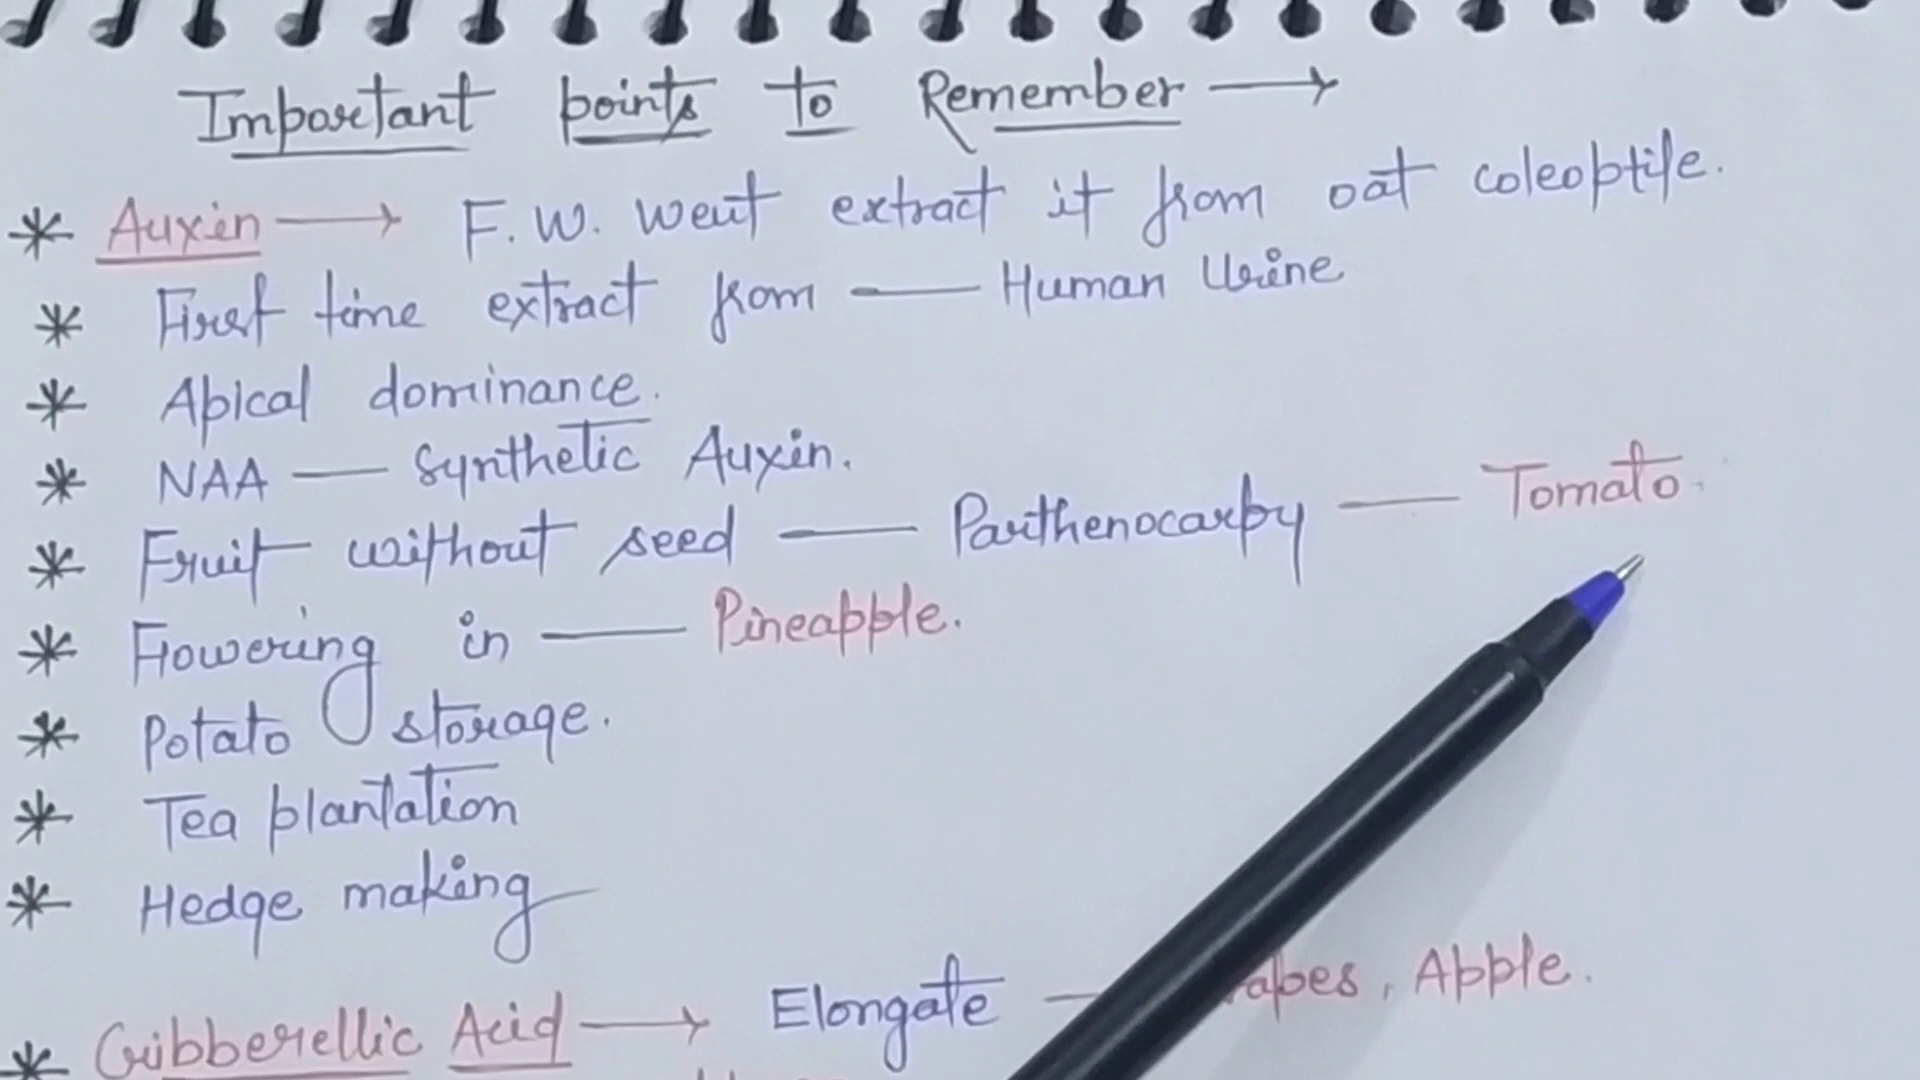 Important points to Remember →
* Auxin → F. W. Went extract it from oat coleoptile.
* First time extract from — Human Urine
* Apical dominance.
* NAA — Synthetic Auxin.
* Fruit without seed — Parthenocarpy — Tomato.
* Flowering in — Pineapple.
* Potato storage.
* Tea plantation
* Hedge making
* Gibberellic Acid → Elongate — , Apple.